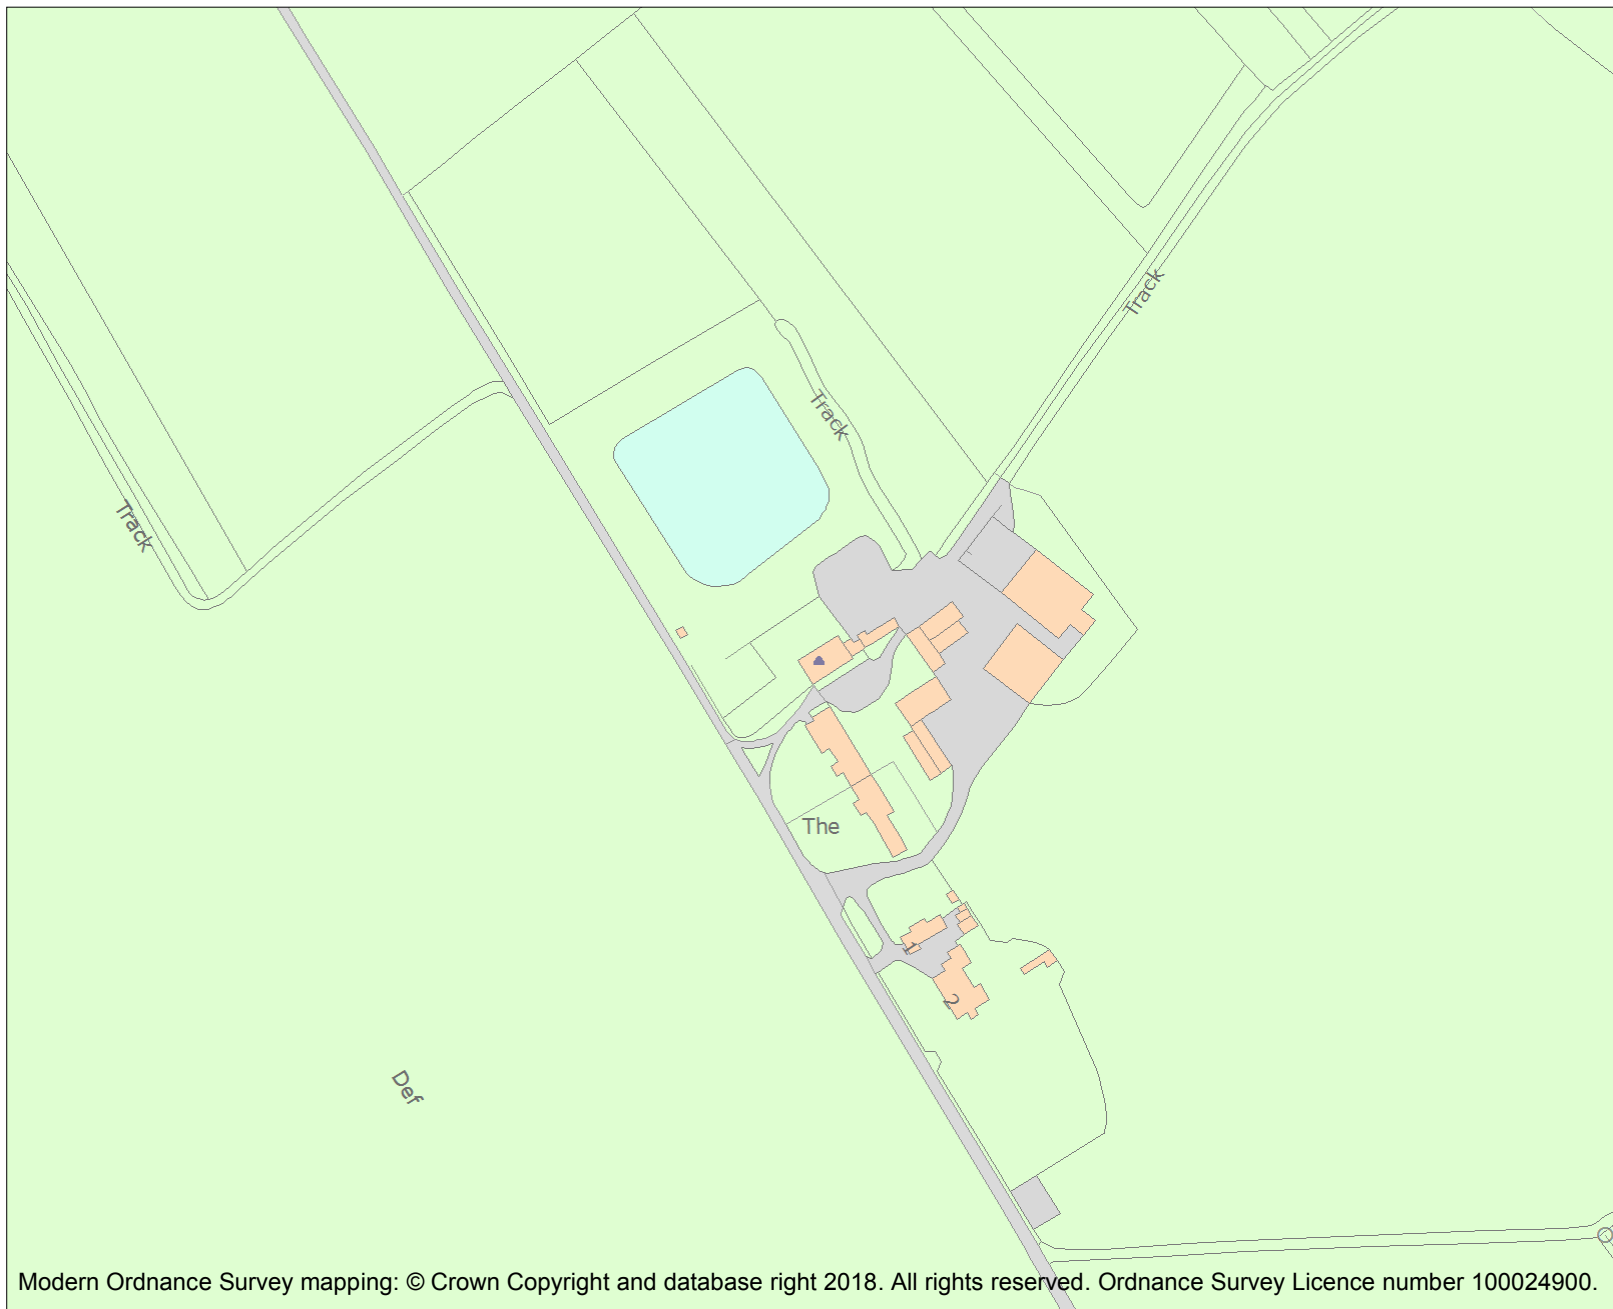 Track
Track
Track
The
1
2
Def
Modern Ordnance Survey mapping: © Crown Copyright and database right 2018. All rights reserved. Ordnance Survey Licence number 100024900.